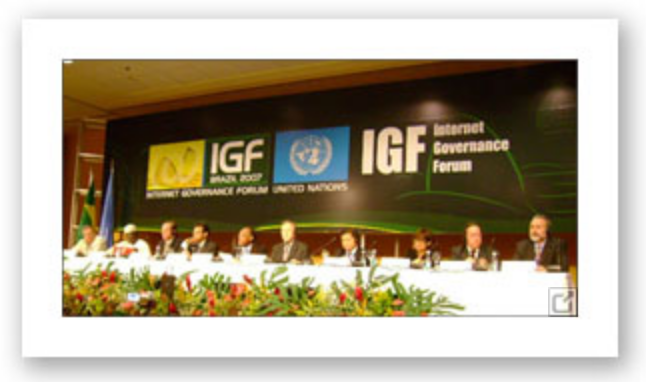 IGF
BRAZIL 2007
INTERNET GOVERNANCE FORUM
UNITED NATIONS
IGF
Internet
Governance
Forum